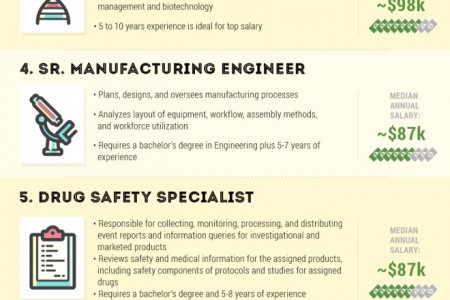 management and biotechnology
• 5 to 10 years experience is ideal for top salary
~$98k
4. SR. MANUFACTURING ENGINEER
• Plans, designs, and oversees manufacturing processes
• Analyzes layout of equipment, workflow, assembly methods,
and workforce utilization
• Requires a bachelor's degree in Engineering plus 5-7 years of
experience
MEDIAN
ANNUAL
SALARY:
~$87k
5. DRUG SAFETY SPECIALIST
• Responsible for collecting, monitoring, processing, and distributing
event reports and information queries for investigational and
marketed products
• Reviews safety and medical information for the assigned products,
including safety components of protocols and studies for assigned
drugs
• Requires a bachelor's degree and 5-8 years of experience
MEDIAN
ANNUAL
SALARY:
~$87k